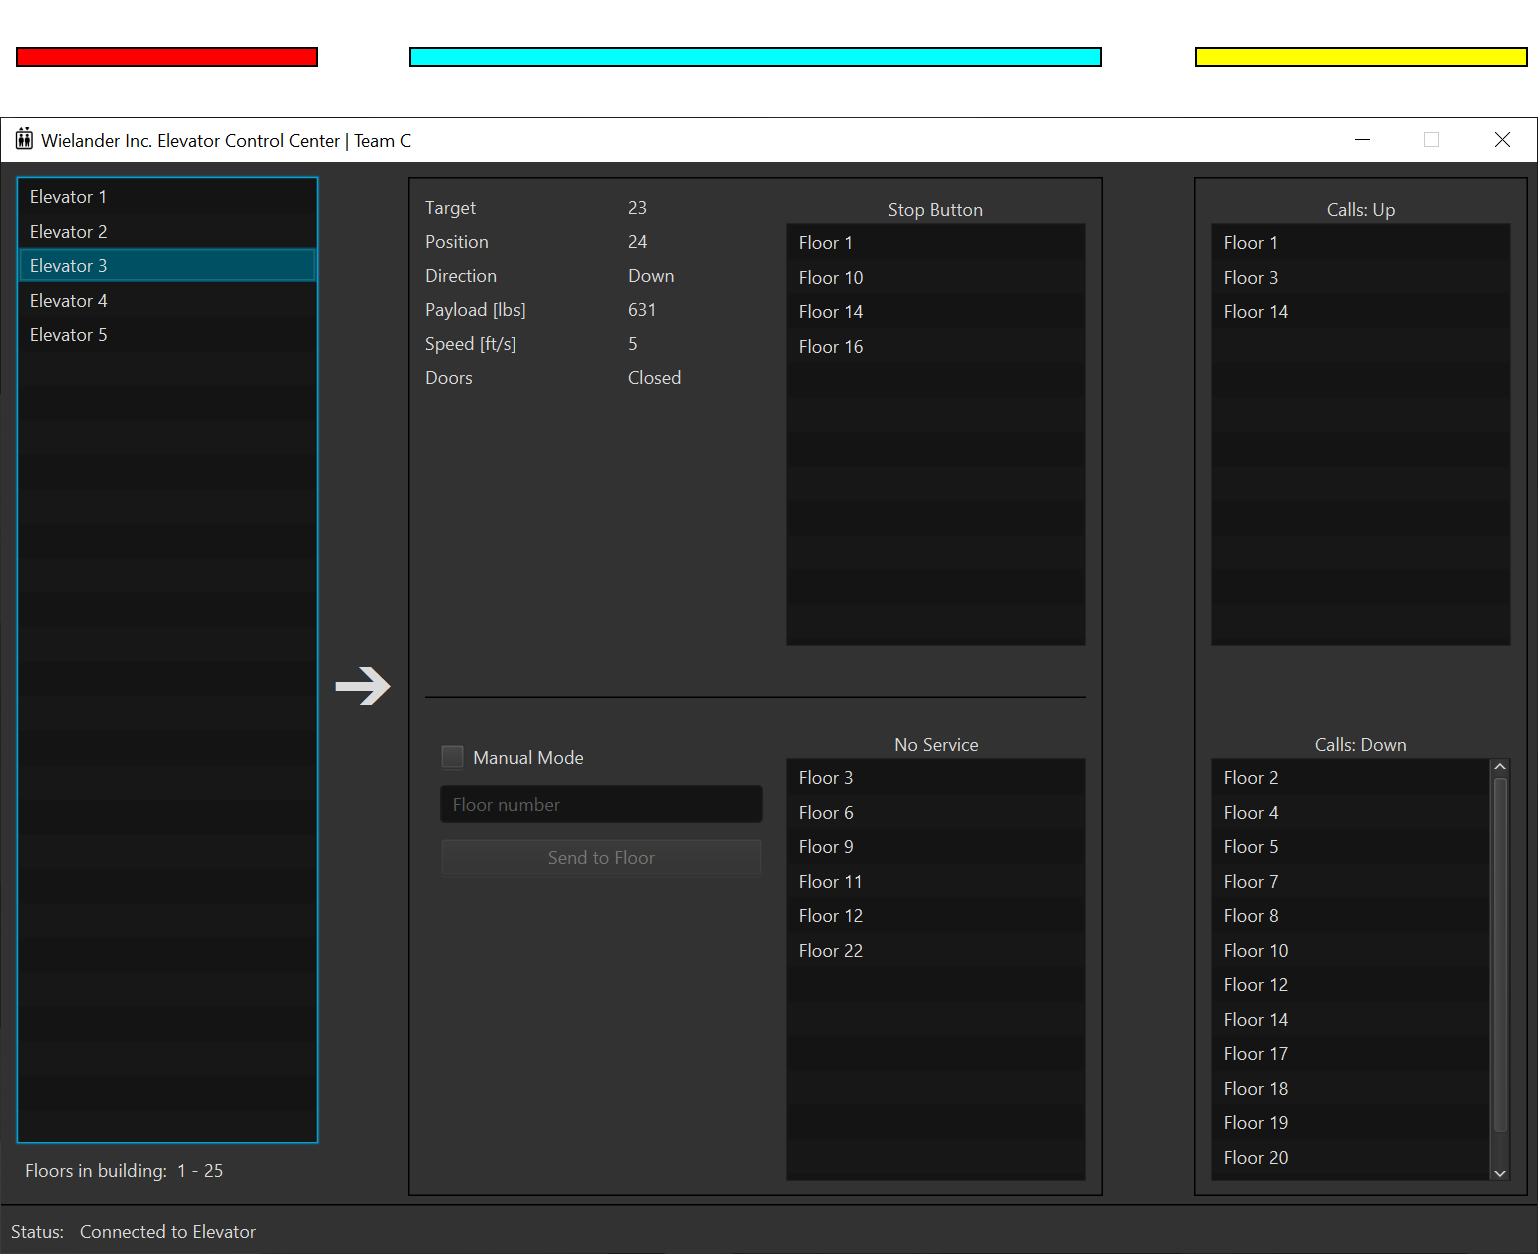 Wielander Inc. Elevator Control Center | Team C
Elevator 1
Elevator 2
Elevator 3
Elevator 4
Elevator 5
Floors in building: 1 - 25
Target 23
Position 24
Direction Down
Payload [lbs] 631
Speed [ft/s] 5
Doors Closed
Stop Button
Floor 1
Floor 10
Floor 14
Floor 16
Manual Mode
Floor number
Send to Floor
No Service
Floor 3
Floor 6
Floor 9
Floor 11
Floor 12
Floor 22
Calls: Up
Floor 1
Floor 3
Floor 14
Calls: Down
Floor 2
Floor 4
Floor 5
Floor 7
Floor 8
Floor 10
Floor 12
Floor 14
Floor 17
Floor 18
Floor 19
Floor 20
Status: Connected to Elevator